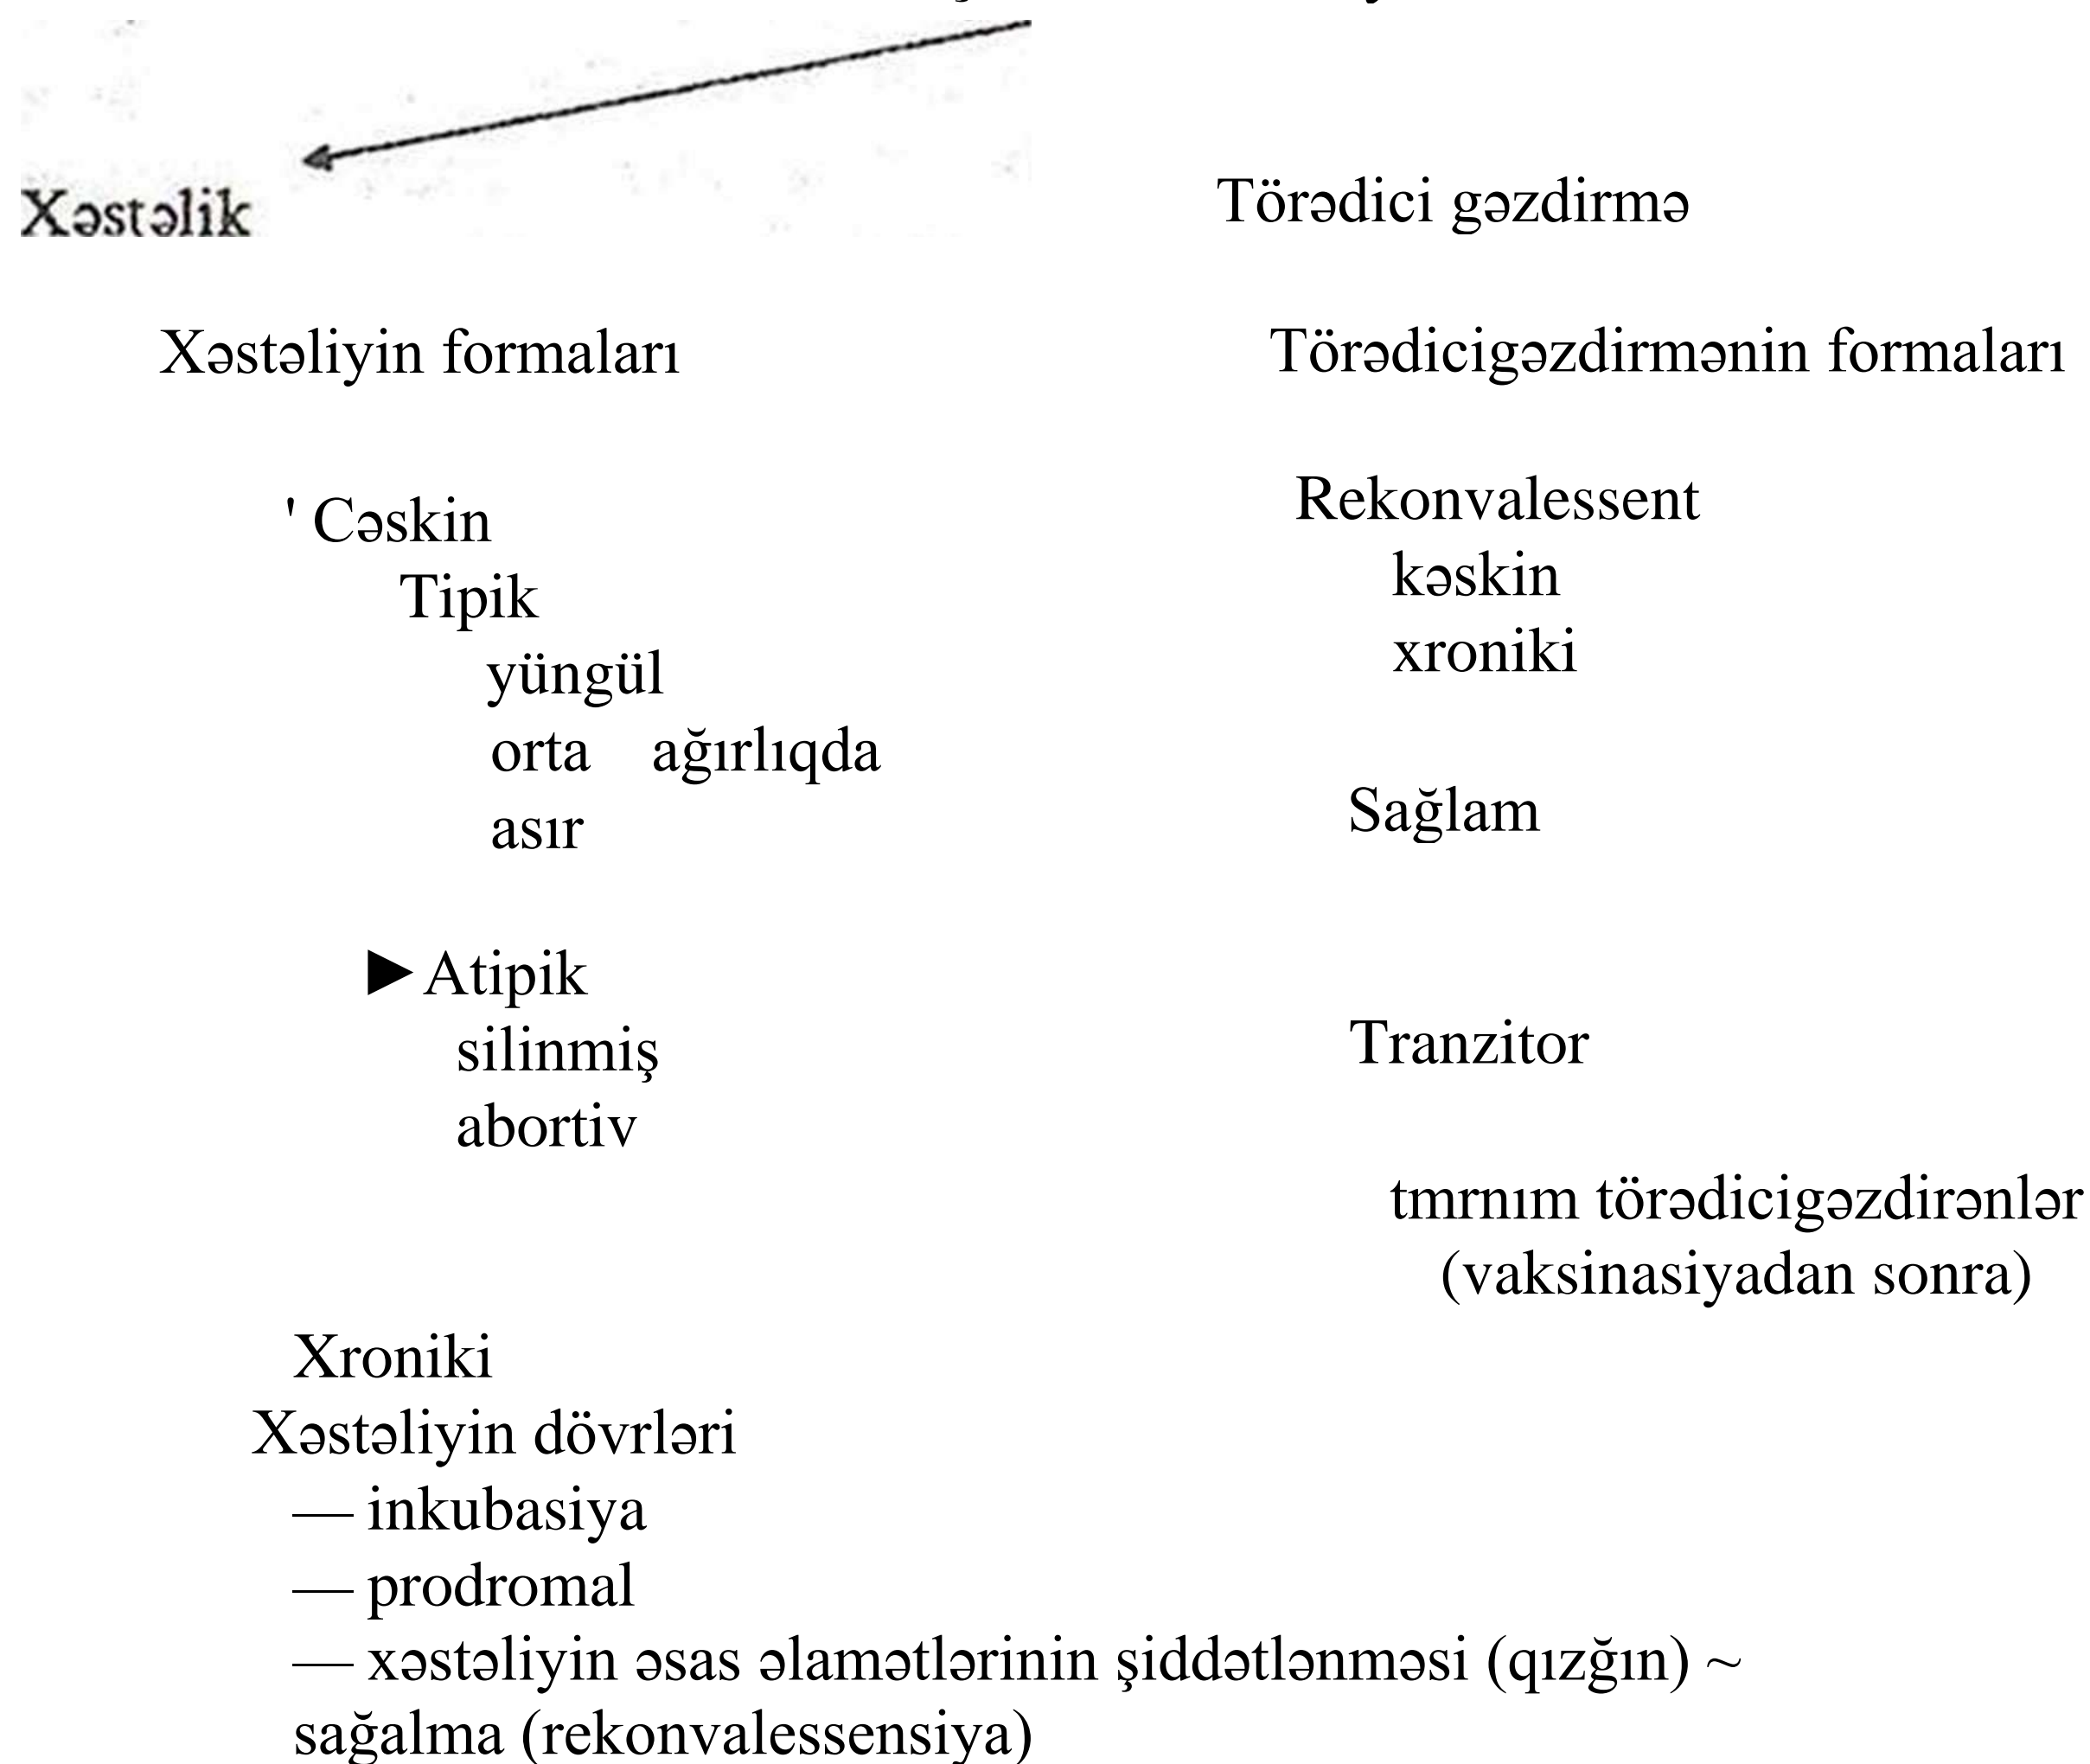 Xəstəlik
Törədici gəzdirmə
Xəstəliyin formaları
Törədicigəzdirmənin formaları
' Cəskin
Tipik
yüngül
orta ağırlıqda
asır
►Atipik
silinmiş
abortiv
Rekonvalessent
kəskin
xroniki
Sağlam
Tranzitor
tmrnım törədicigəzdirənlər
(vaksinasiyadan sonra)
Xroniki
Xəstəliyin dövrləri
— inkubasiya
— prodromal
— xəstəliyin əsas əlamətlərinin şiddətlənməsi (qızğın) ~
sağalma (rekonvalessensiya)